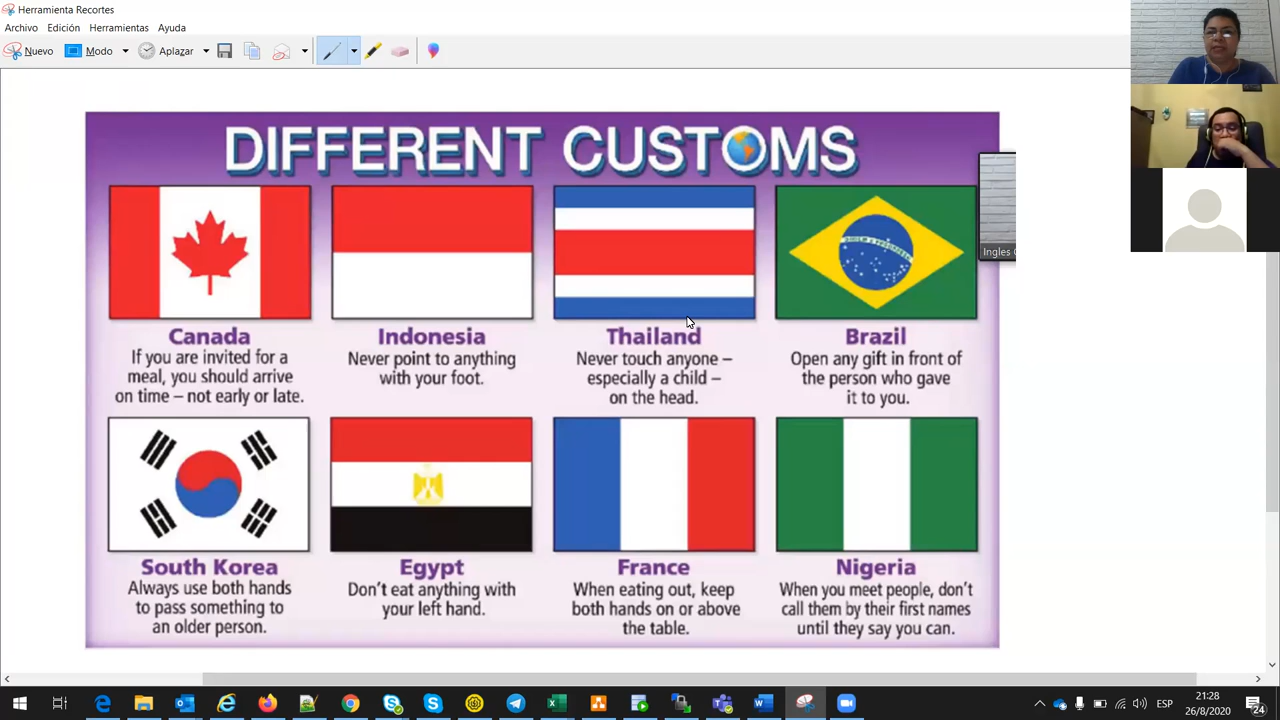 Herramienta Recortes
Archivo Edición Herramientas Ayuda
Nuevo Modo Aplazar
DIFFERENT CUSTOMS
Ingles
Canada
If you are invited for a
meal, you should arrive
on time – not early or late.
Indonesia
Never point to anything
with your foot.
Thailand
Never touch anyone –
especially a child –
on the head.
Brazil
Open any gift in front of
the person who gave
it to you.
South Korea
Always use both hands
to pass something to
an older person.
Egypt
Don't eat anything with
your left hand.
France
When eating out, keep
both hands on or above
the table.
Nigeria
When you meet people, don't
call them by their first names
until they say you can.
ESP
21:28
26/8/2020
24